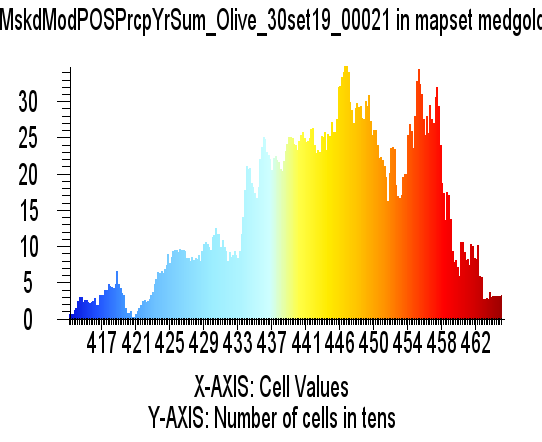 MskdModPOSPrcpYrSum_Olive_30set19_00021 in mapset medgold
30
25
20
15
10
5
0
417 421 425 429 433 437 441 446 450 454 458 462
X-AXIS: Cell Values
Y-AXIS: Number of cells in tens